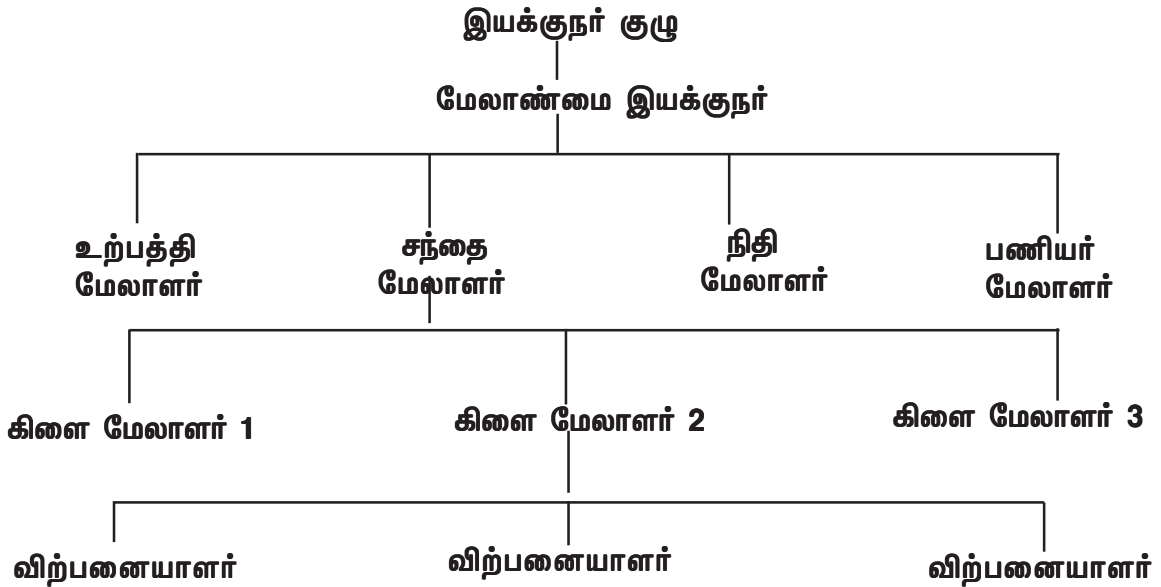 இயக்குநர் குழு
மேலாண்மை இயக்குநர்
உற்பத்தி
மேலாளர்
சந்தை
மேலாளர்
நிதி
மேலாளர்
பணியர்
மேலாளர்
கிளை மேலாளர் 1
கிளை மேலாளர் 2
கிளை மேலாளர் 3
விற்பனையாளர்
விற்பனையாளர்
விற்பனையாளர்